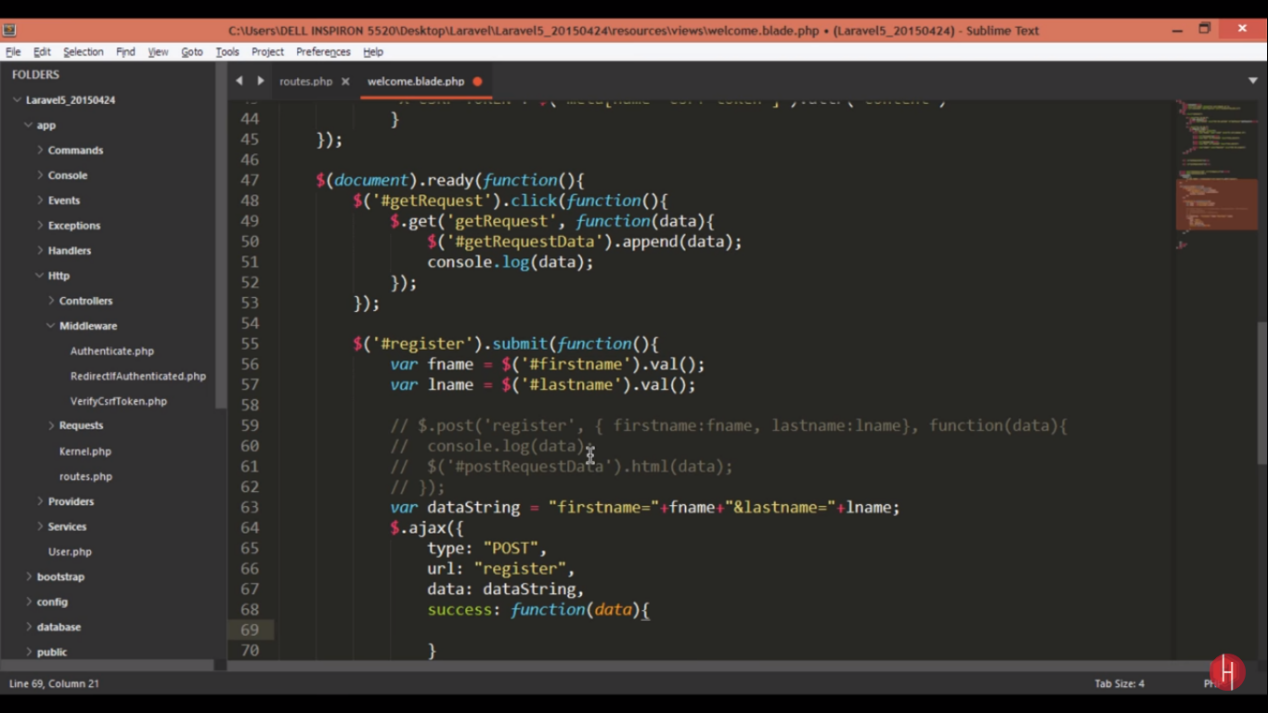 C:\Users\DELL INSPIRON 5520\Desktop\Laravel\Laravel5_20150424\resources\views\welcome.blade.php • (Laravel5_20150424) - Sublime Text
File Edit Selection Find View Goto Tools Project Preferences Help
FOLDERS
Laravel5_20150424
app
Commands
Console
Events
Exceptions
Handlers
Http
Controllers
Middleware
Authenticate.php
RedirectIfAuthenticated.php
VerifyCsrfToken.php
Requests
Kernel.php
routes.php
Providers
Services
User.php
bootstrap
config
database
public
routes.php welcome.blade.php
44 }
45 });
46
47 $(document).ready(function(){
48 $('#getRequest').click(function(){
49 $.get('getRequest', function(data){
50 $('#getRequestData').append(data);
51 console.log(data);
52 });
53 });
54
55 $('#register').submit(function(){
56 var fname = $('#firstname').val();
57 var lname = $('#lastname').val();
58
59 // $.post('register', { firstname:fname, lastname:lname}, function(data){
60 // console.log(data);
61 // $('#postRequestData').html(data);
62 // });
63 var dataString = "firstname="+fname+"&lastname="+lname;
64 $.ajax({
65 type: "POST",
66 url: "register",
67 data: dataString,
68 success: function(data){
69
70 }
Line 69, Column 21
Tab Size: 4
H